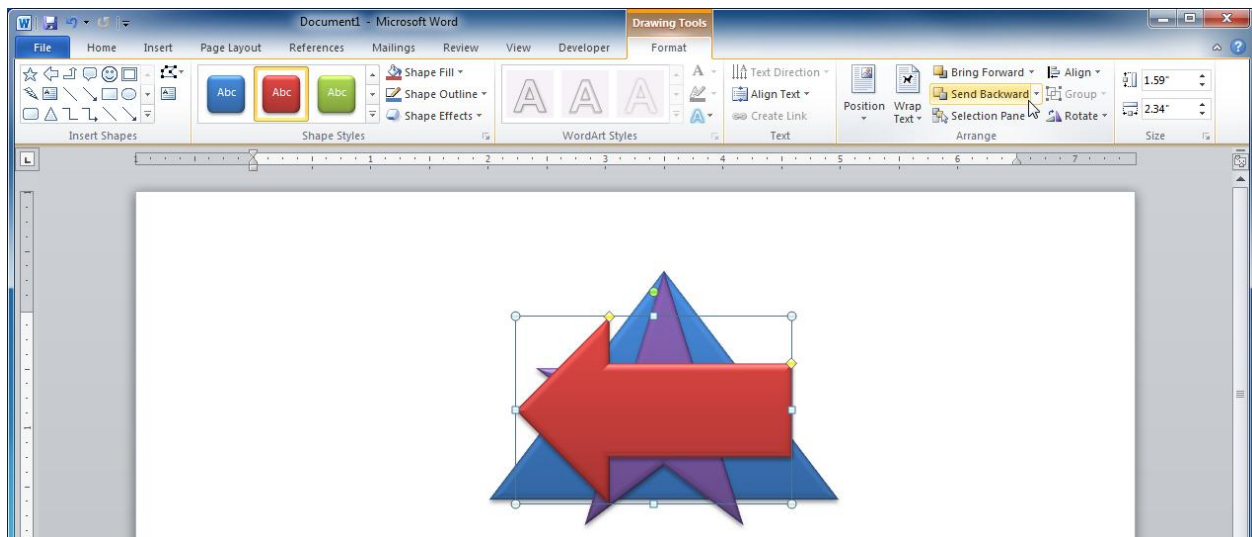 Document1 - Microsoft Word
Drawing Tools
File Home Insert Page Layout References Mailings Review View Developer Format
Abc Abc Abc
Shape Fill
Shape Outline
Shape Effects
A A A
A
A
Text Direction
Align Text
Create Link
Position
Wrap Text
Bring Forward
Send Backward
Selection Pane
Align
Group
Rotate
1.59"
2.34"
Insert Shapes Shape Styles WordArt Styles Text Arrange Size
L
1 2 3 4 5 6 7